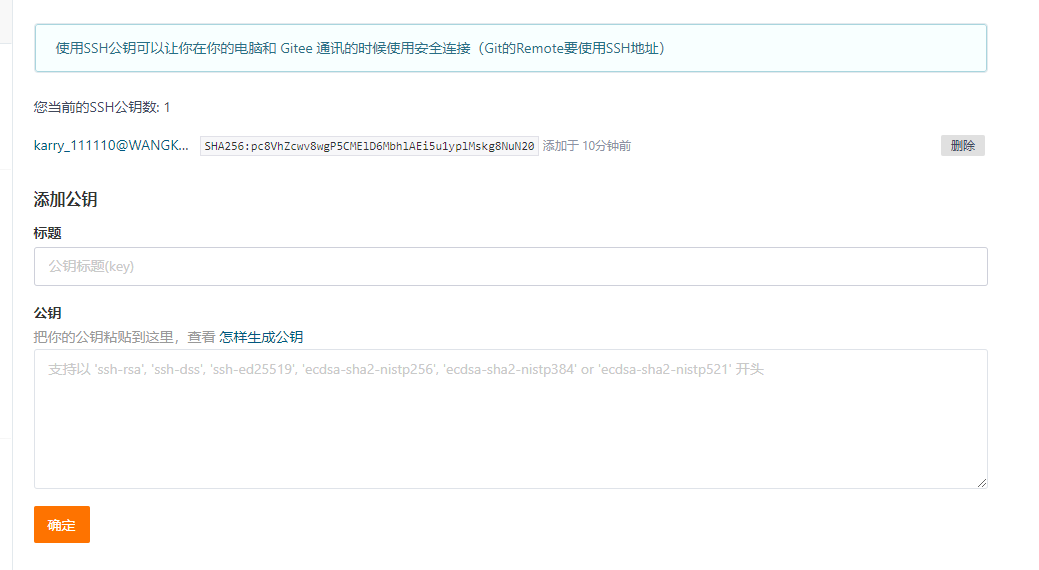 使用SSH公钥可以让你在你的电脑和 Gitee 通讯的时候使用安全连接（Git的Remote要使用SSH地址）
您当前的SSH公钥数: 1
karry_111110@WANGK... SHA256:pc8VhZcwv8wgP5CMElD6MbhlAEi5u1yplMskg8NuN20 添加于 10分钟前 删除
添加公钥
标题
公钥标题(key)
公钥
把你的公钥粘贴到这里，查看 怎样生成公钥
支持以 'ssh-rsa', 'ssh-dss', 'ssh-ed25519', 'ecdsa-sha2-nistp256', 'ecdsa-sha2-nistp384' or 'ecdsa-sha2-nistp521' 开头
确定